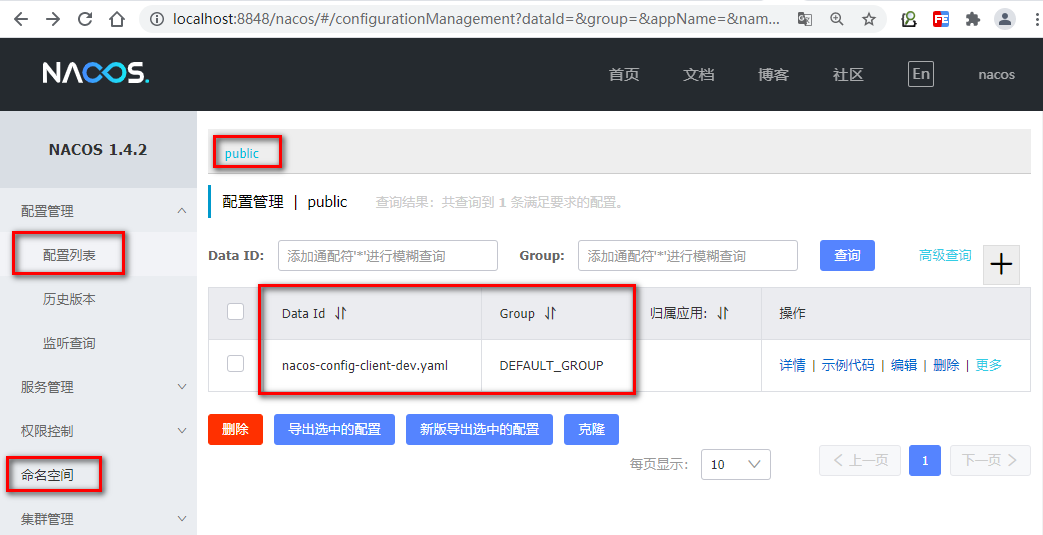 localhost:8848/nacos/#/configurationManagement?dataId=&group=&appName=&nam...
NACOS. 首页 文档 博客 社区 En nacos
NACOS 1.4.2
配置管理
配置列表
历史版本
监听查询
服务管理
权限控制
命名空间
集群管理
public
配置管理 | public 查询结果：共查询到 1 条满足要求的配置。
Data ID: 添加通配符'*'进行模糊查询 Group: 添加通配符'*'进行模糊查询 查询 高级查询
Data Id Group 归属应用: 操作
nacos-config-client-dev.yaml DEFAULT_GROUP 详情 | 示例代码 | 编辑 | 删除 | 更多
删除 导出选中的配置 新版导出选中的配置 克隆
每页显示: 10 上一页 1 下一页